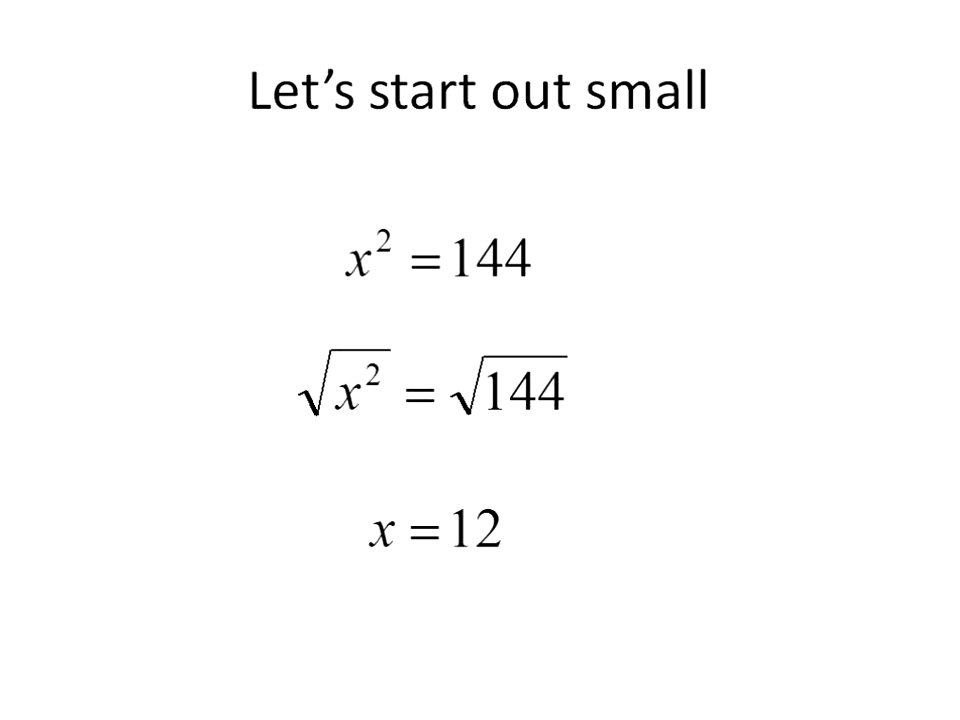 Let’s start out small
x² = 144
√x² = √144
x = 12